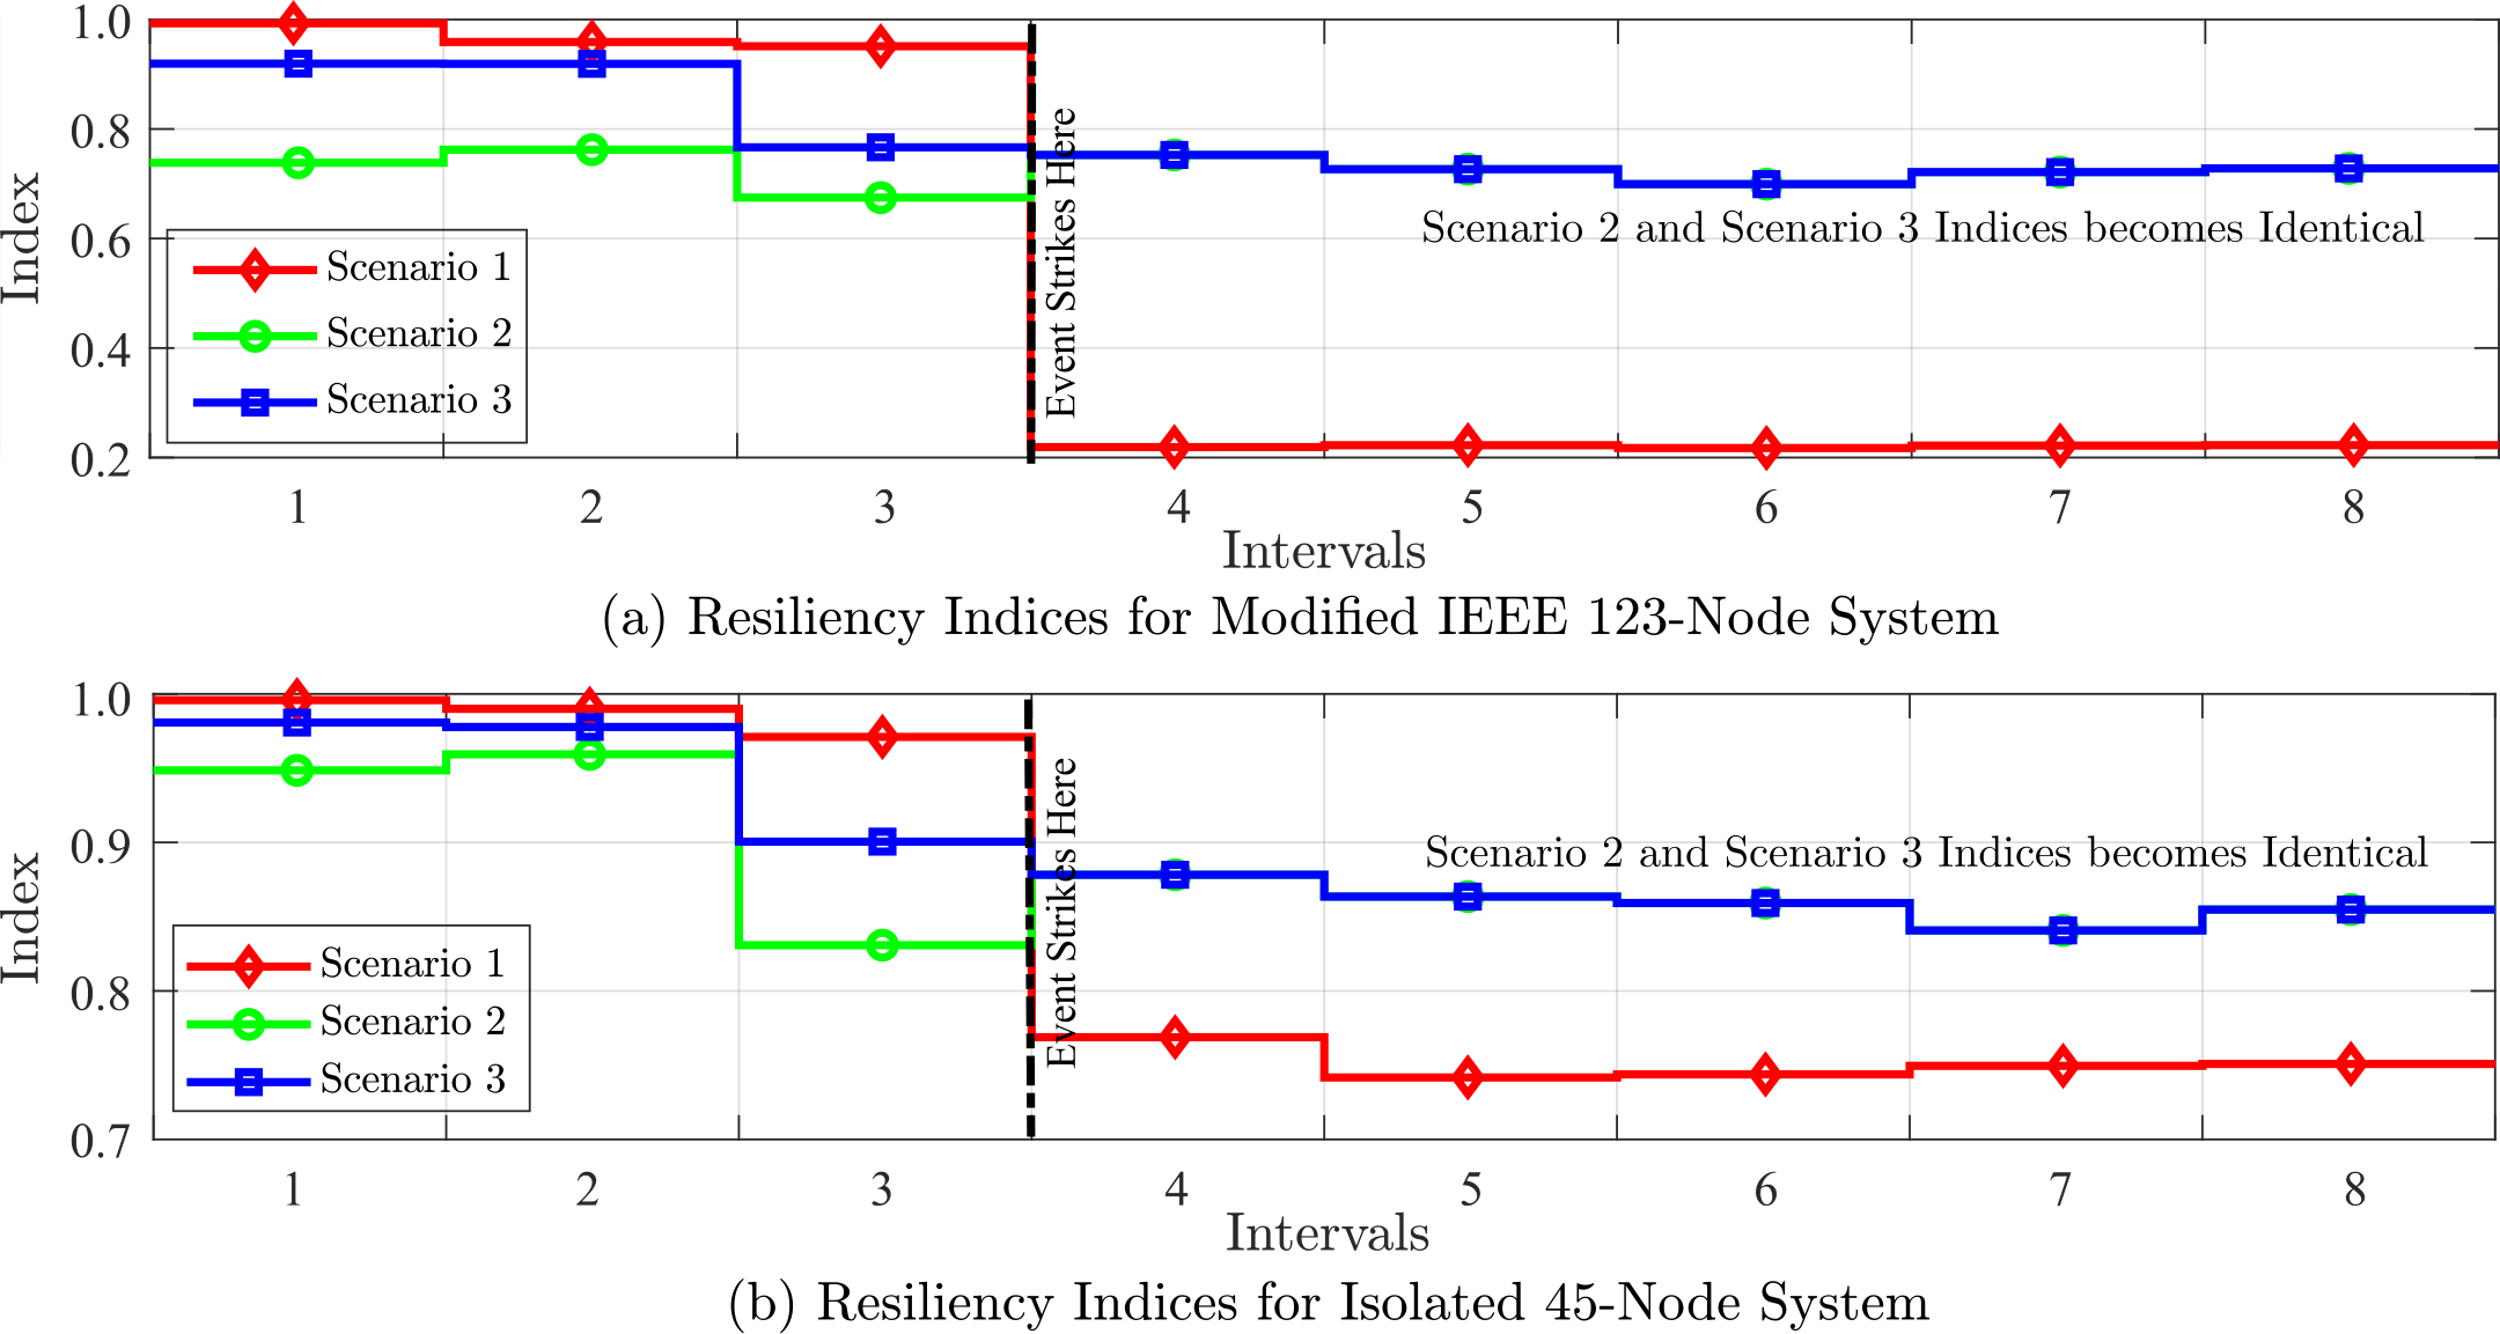 1.0
0.8
0.6
0.4
0.2
Index
Scenario 1
Scenario 2
Scenario 3
Event Strikes Here
Scenario 2 and Scenario 3 Indices becomes Identical
1 2 3 4 5 6 7 8
Intervals
(a) Resiliency Indices for Modified IEEE 123-Node System
1.0
0.9
0.8
0.7
Index
Scenario 1
Scenario 2
Scenario 3
Event Strikes Here
Scenario 2 and Scenario 3 Indices becomes Identical
1 2 3 4 5 6 7 8
Intervals
(b) Resiliency Indices for Isolated 45-Node System